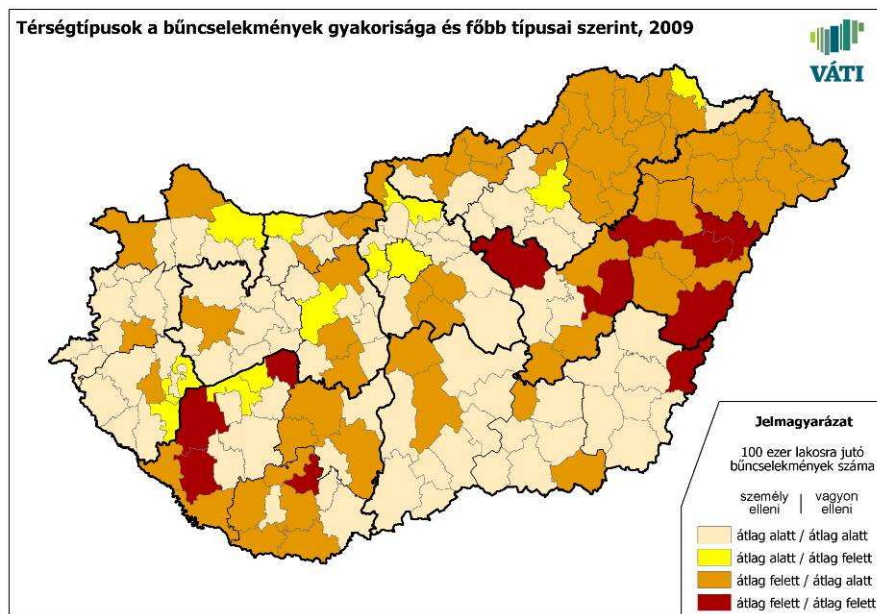 Térségtípusok a bűncselekmények gyakorisága és főbb típusai szerint, 2009
VÁTI
Jelmagyarázat
100 ezer lakosra jutó
bűncselekmények száma
személy elleni | vagyon elleni
átlag alatt / átlag alatt
átlag alatt / átlag felett
átlag felett / átlag alatt
átlag felett / átlag felett